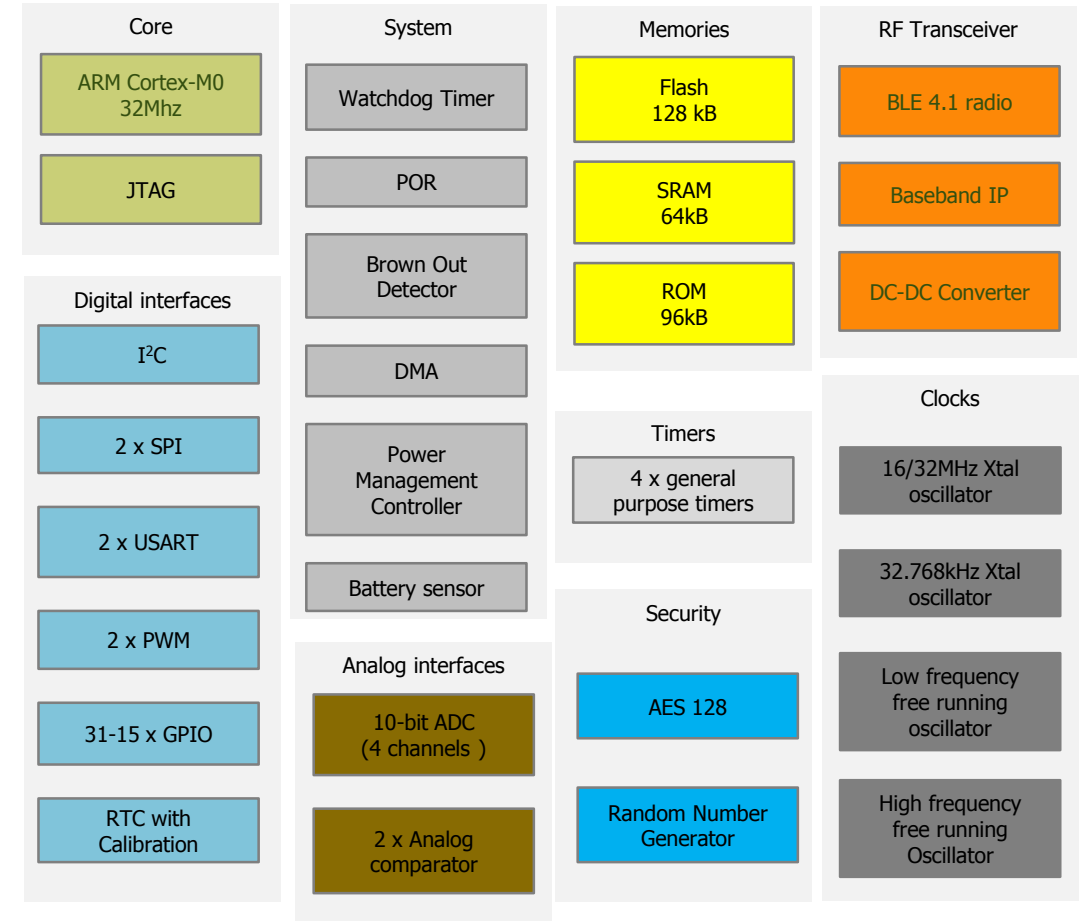 Core
ARM Cortex-M0
32Mhz
JTAG
Digital interfaces
I²C
2 x SPI
2 x USART
2 x PWM
31-15 x GPIO
RTC with
Calibration
System
Watchdog Timer
POR
Brown Out
Detector
DMA
Power
Management
Controller
Battery sensor
Analog interfaces
10-bit ADC
(4 channels )
2 x Analog
comparator
Memories
Flash
128 kB
SRAM
64kB
ROM
96kB
Timers
4 x general
purpose timers
Security
AES 128
Random Number
Generator
RF Transceiver
BLE 4.1 radio
Baseband IP
DC-DC Converter
Clocks
16/32MHz Xtal
oscillator
32.768kHz Xtal
oscillator
Low frequency
free running
oscillator
High frequency
free running
Oscillator